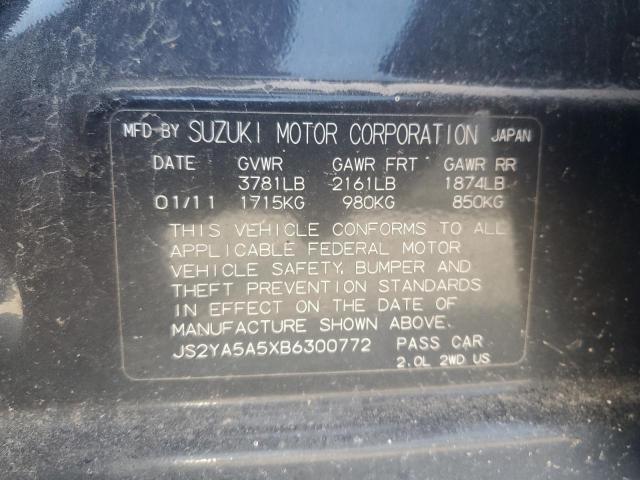 MFD BY SUZUKI MOTOR CORPORATION JAPAN
DATE GVWR GAWR FRT GAWR RR
3781LB 2161LB 1874LB
01/11 1715KG 980KG 850KG
THIS VEHICLE CONFORMS TO ALL
APPLICABLE FEDERAL MOTOR
VEHICLE SAFETY, BUMPER AND
THEFT PREVENTION STANDARDS
IN EFFECT ON THE DATE OF
MANUFACTURE SHOWN ABOVE.
JS2YA5A5XB6300772 PASS CAR
2.0L 2WD US